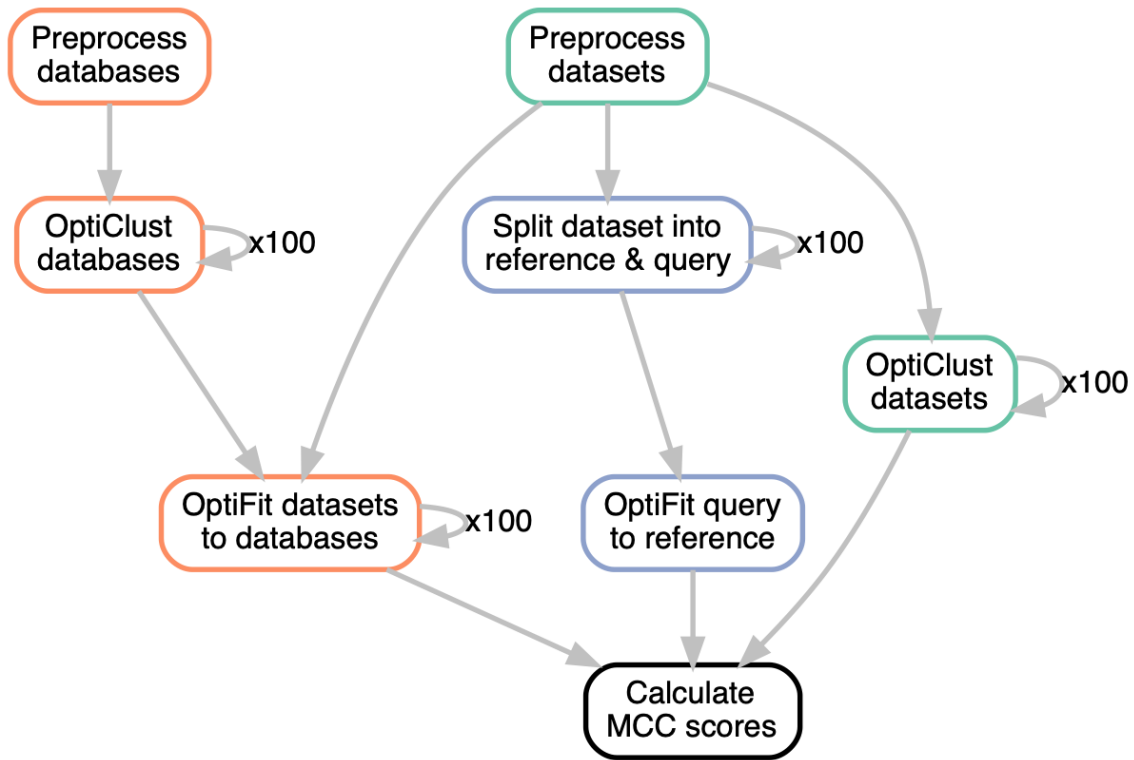 Preprocess
databases
Preprocess
datasets
OptiClust
databases
x100
Split dataset into
reference & query
x100
OptiClust
datasets
x100
OptiFit datasets
to databases
x100
OptiFit query
to reference
Calculate
MCC scores